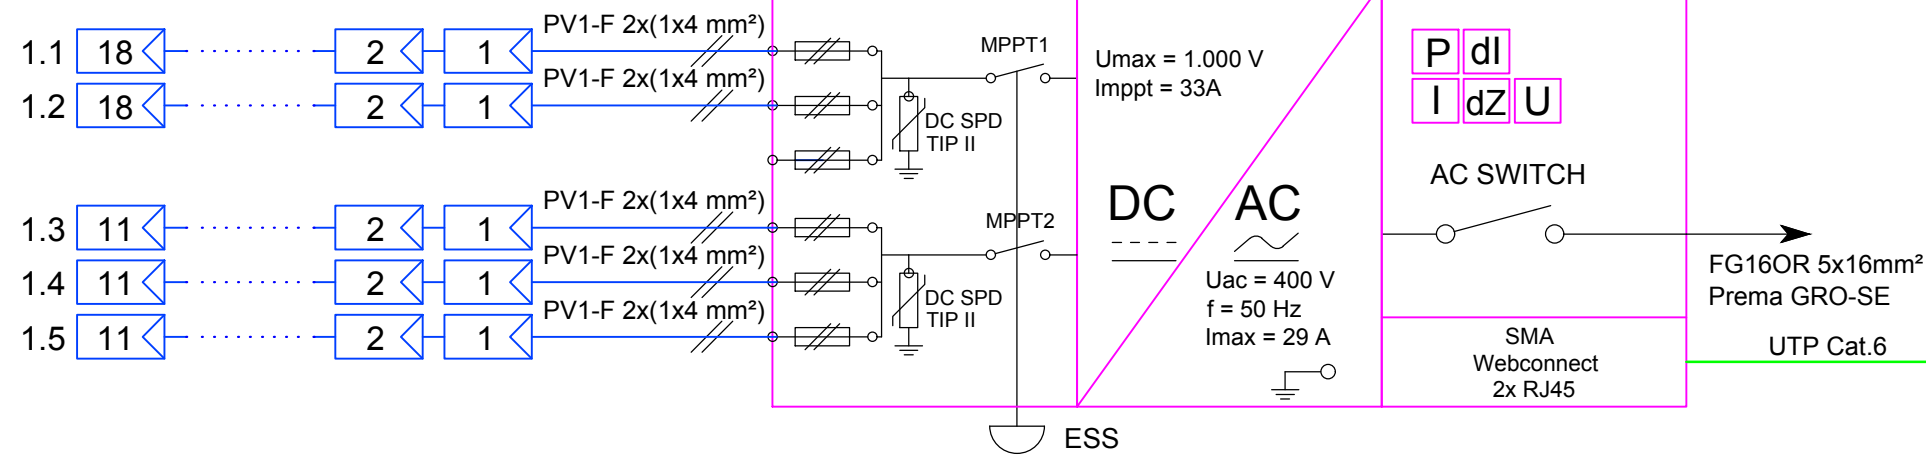 1.1 18 2 1 PV1-F 2x(1x4 mm²)
1.2 18 2 1 PV1-F 2x(1x4 mm²)
1.3 11 2 1 PV1-F 2x(1x4 mm²)
1.4 11 2 1 PV1-F 2x(1x4 mm²)
1.5 11 2 1 PV1-F 2x(1x4 mm²)
MPPT1
DC SPD
TIP II
MPPT2
DC SPD
TIP II
ESS
Umax = 1.000 V
Imppt = 33A
DC
AC
Uac = 400 V
f = 50 Hz
Imax = 29 A
P dI
I dZ U
AC SWITCH
SMA
Webconnect
2x RJ45
FG16OR 5x16mm²
Prema GRO-SE
UTP Cat.6